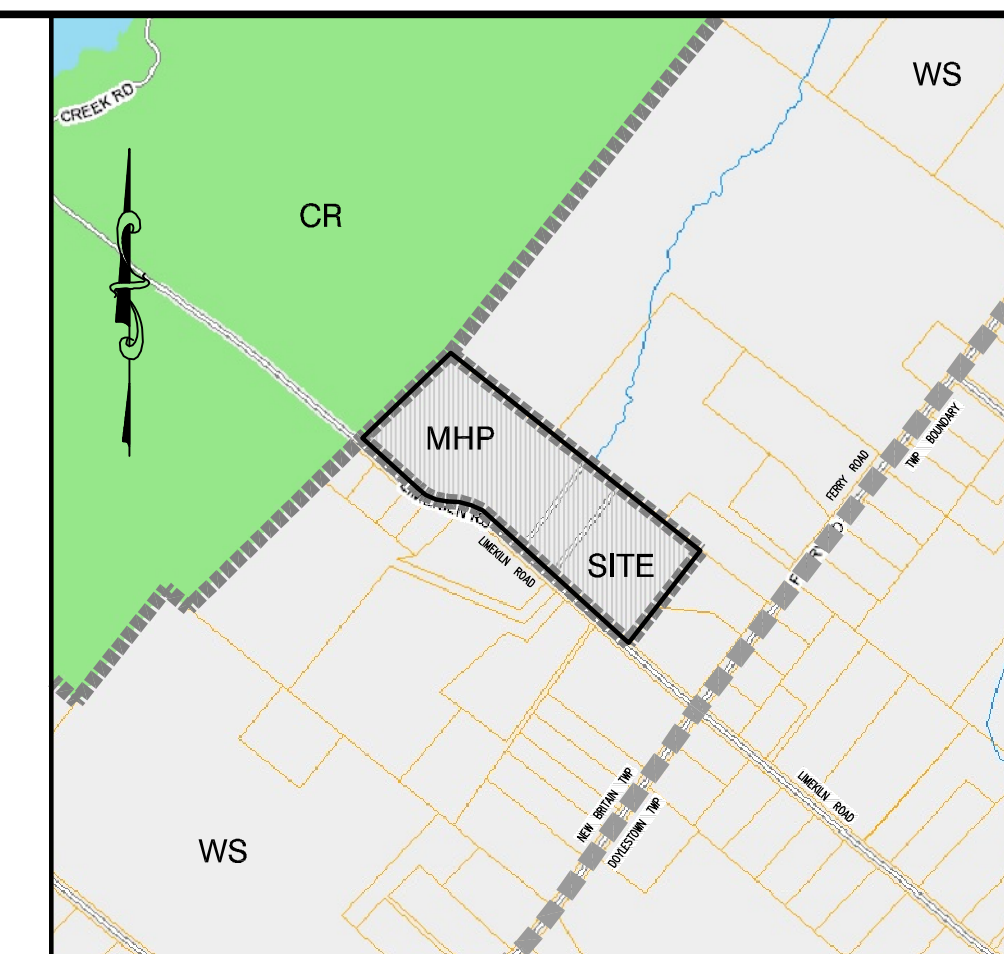 WS
CREEK RD
CR
TWP BOUNDARY
MHP
FERRY ROAD
LIMEKILN ROAD
SITE
LIMEKILN ROAD
NEW BRITAIN TWP
DOYLESTOWN TWP
WS